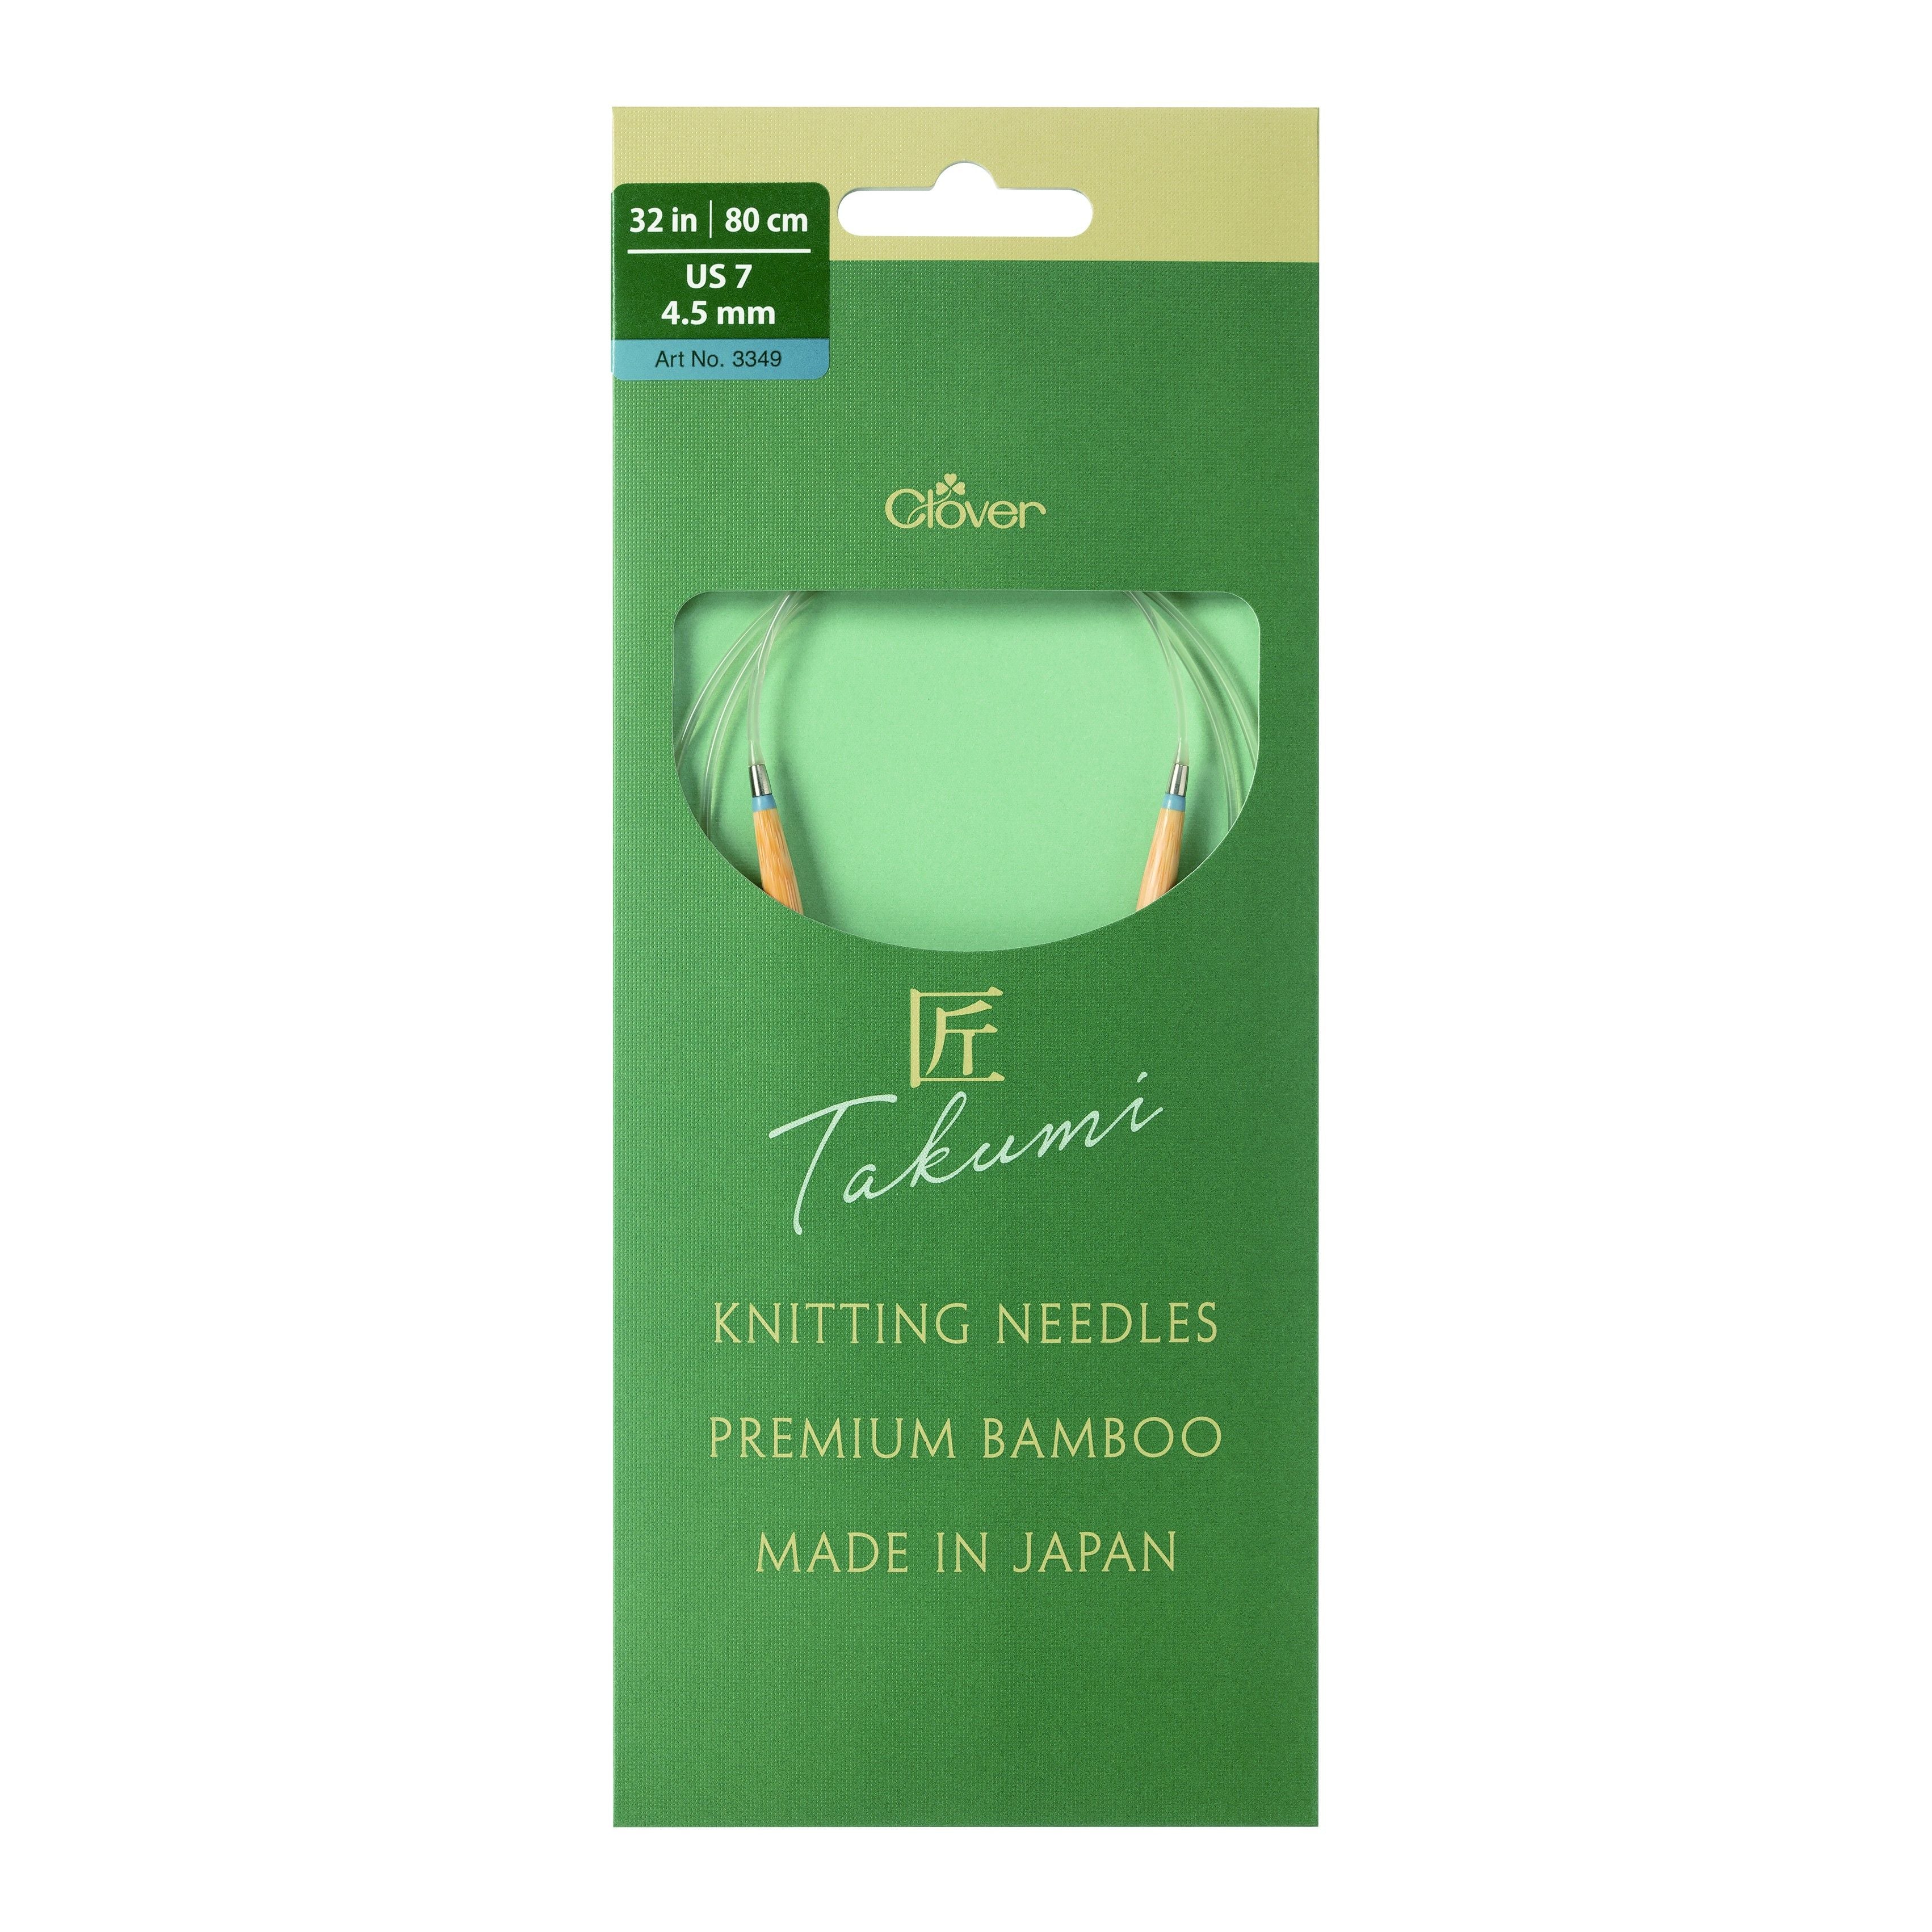 32 in | 80 cm
US 7
4.5 mm
Art No. 3349
Clover
匠
Takumi
KNITTING NEEDLES
PREMIUM BAMBOO
MADE IN JAPAN